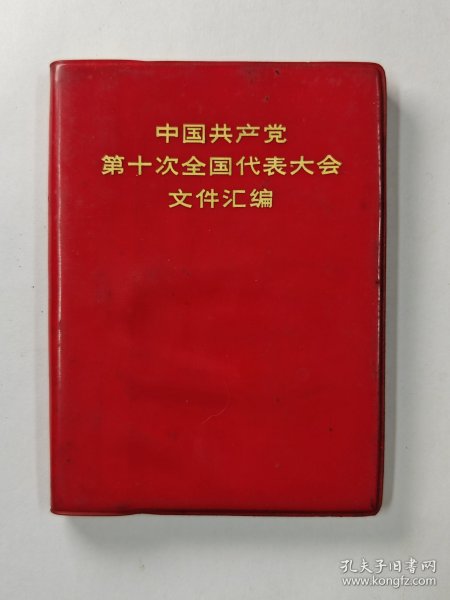 中国共产党
第十次全国代表大会
文件汇编
孔夫子旧书网
www.kongfz.com